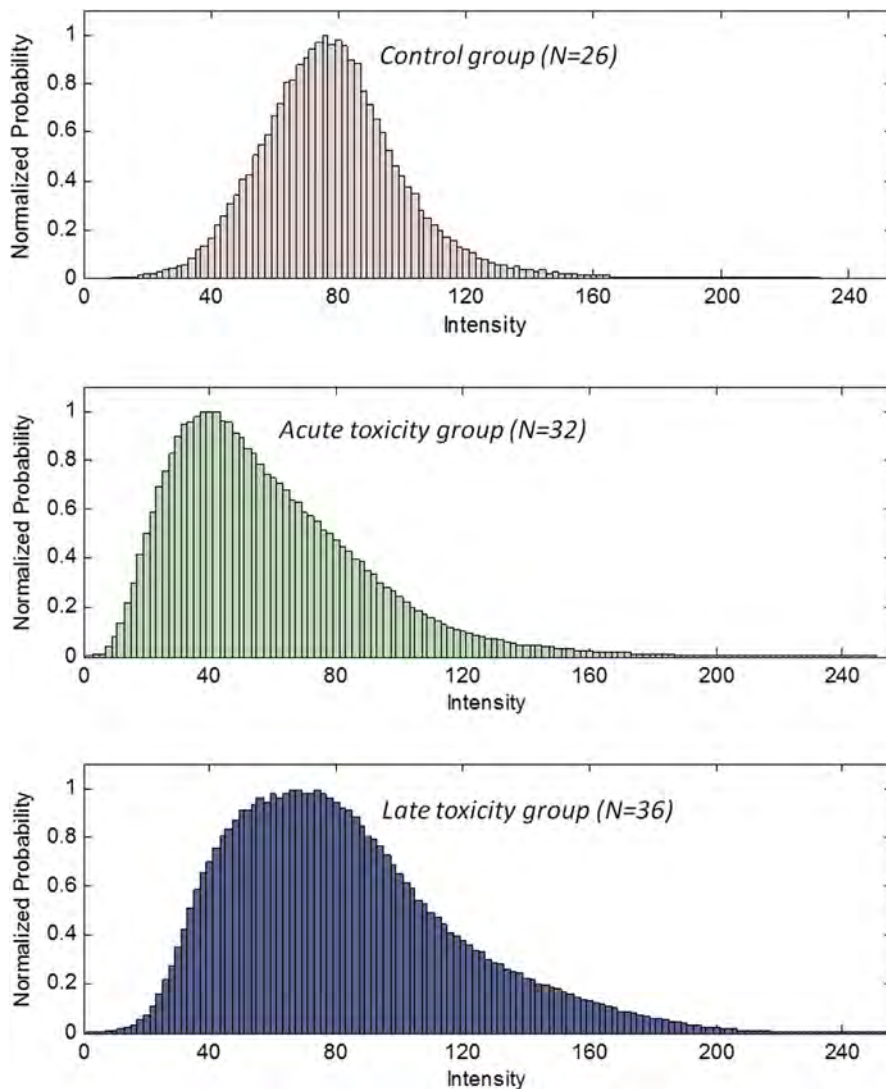 Control group (N=26)
Normalized Probability
1
0.8
0.6
0.4
0.2
0
0 40 80 120 160 200 240
Intensity
Acute toxicity group (N=32)
Normalized Probability
1
0.8
0.6
0.4
0.2
0
0 40 80 120 160 200 240
Intensity
Late toxicity group (N=36)
Normalized Probability
1
0.8
0.6
0.4
0.2
0
0 40 80 120 160 200 240
Intensity